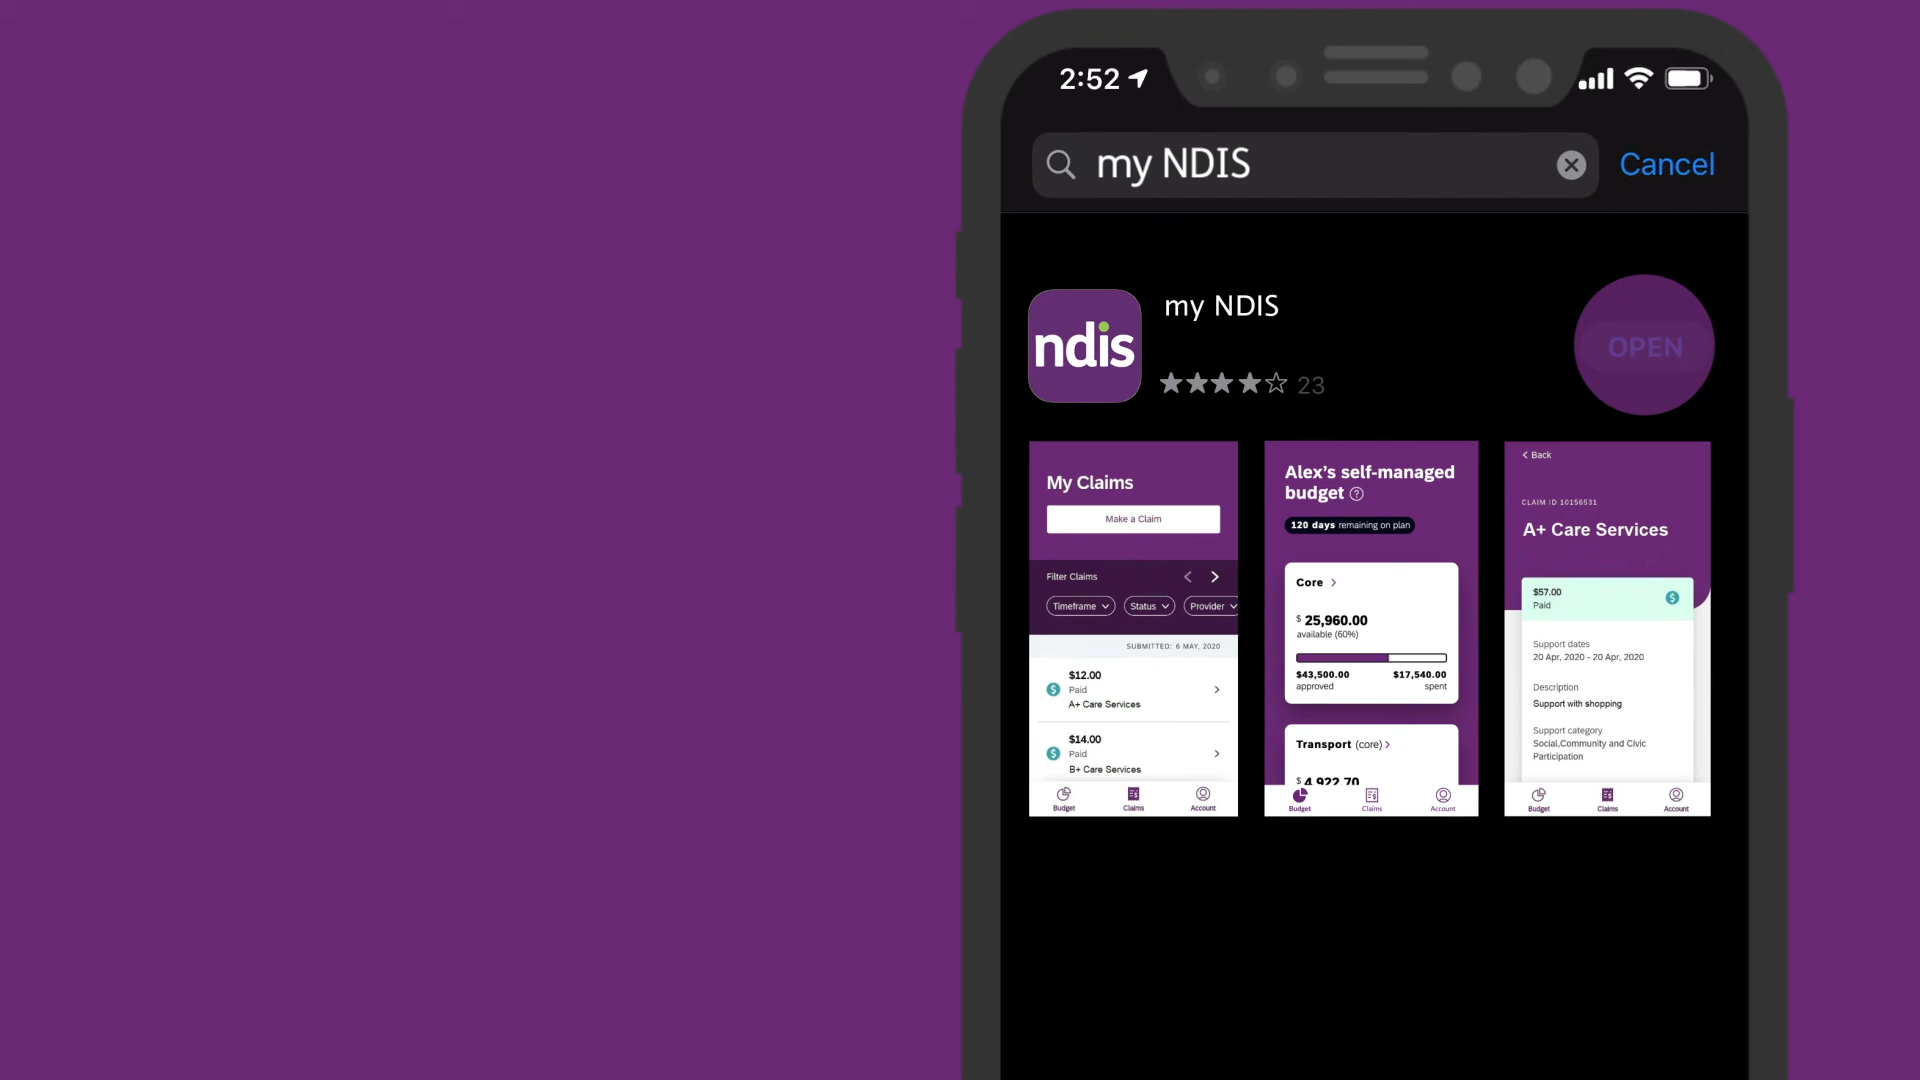 2:52
my NDIS
Cancel
ndis
my NDIS
23
OPEN
My Claims
Make a Claim
Filter Claims
Timeframe
Status
Provider
SUBMITTED: 6 MAY, 2020
$12.00
Paid
A+ Care Services
$14.00
Paid
B+ Care Services
Budget
Claims
Account
Alex’s self-managed
budget
120 days remaining on plan
Core
$ 25,960.00
available (60%)
$43,500.00 $17,540.00
approved spent
Transport (core)
$ 4,922.70
Budget
Claims
Account
Back
CLAIM ID 10156531
A+ Care Services
$57.00
Paid
Support dates
20 Apr, 2020 - 20 Apr, 2020
Description
Support with shopping
Support category
Social,Community and Civic
Participation
Budget
Claims
Account